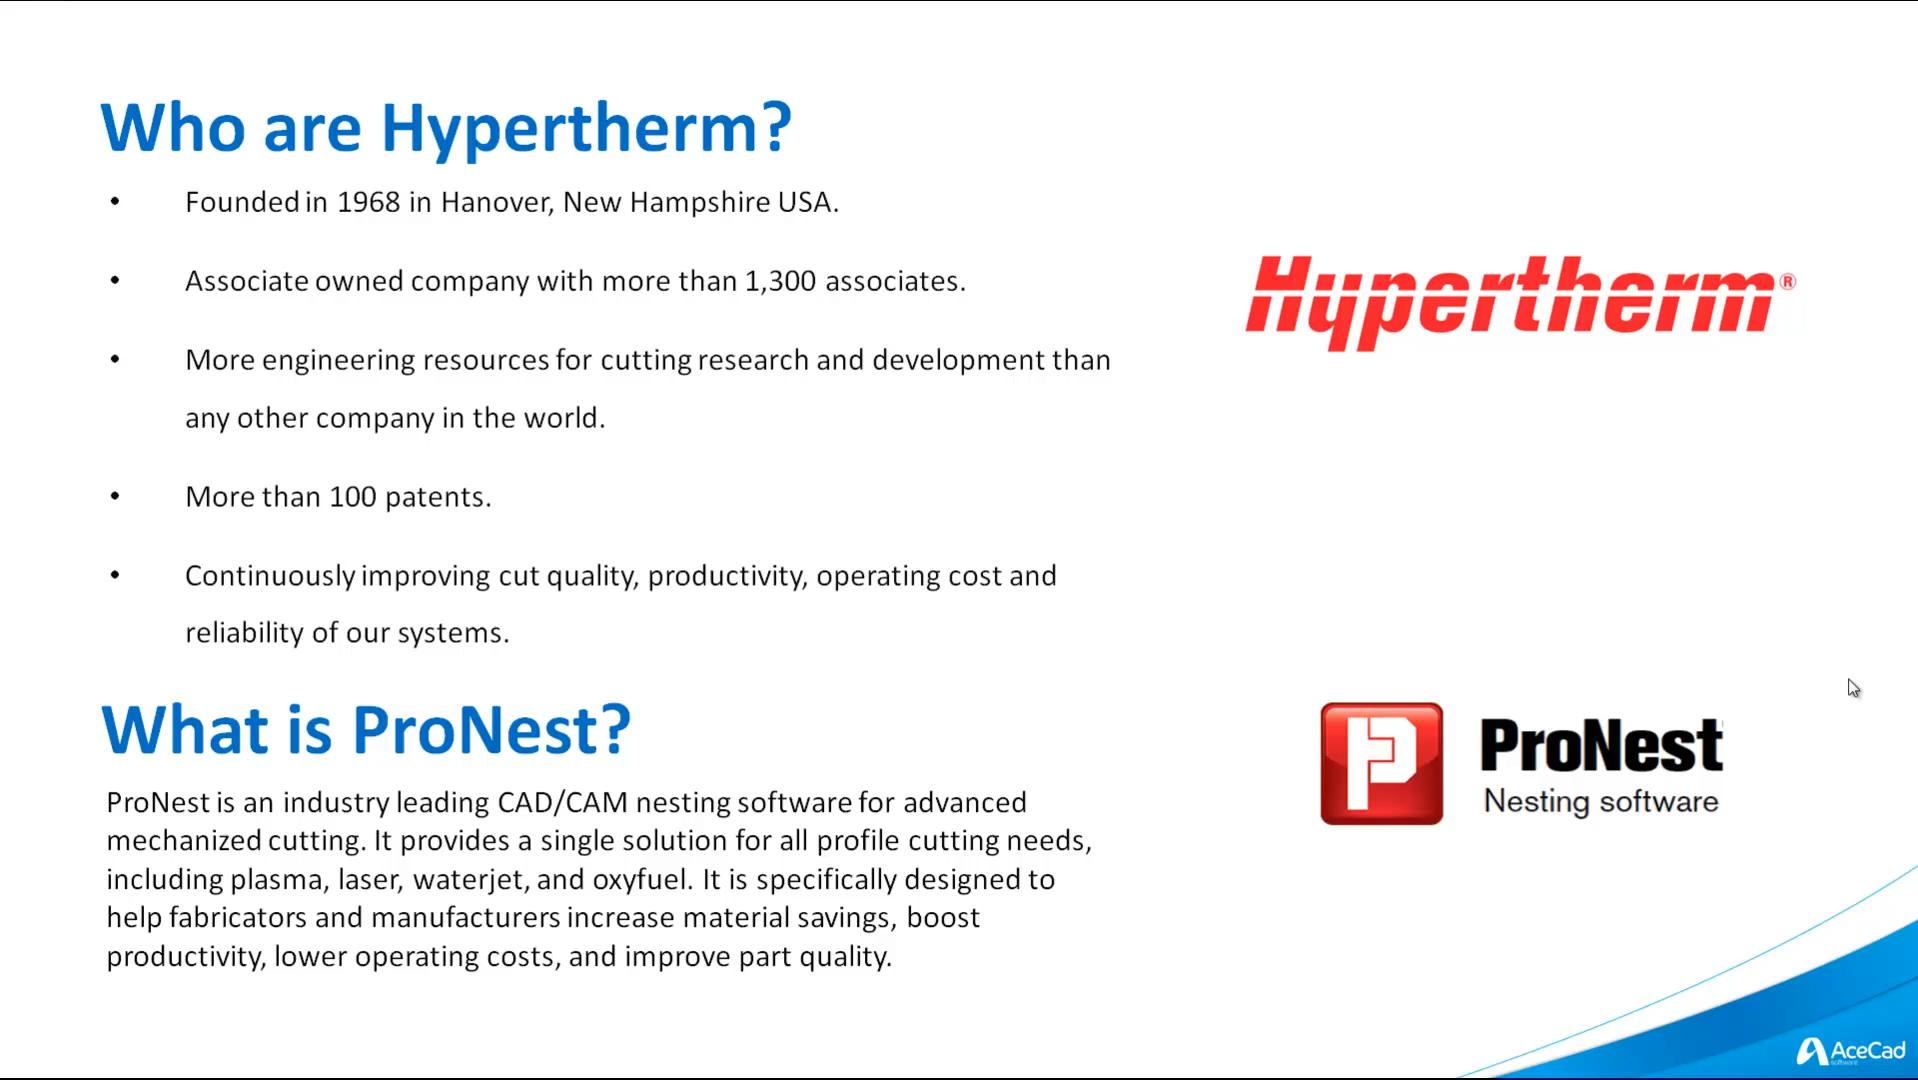 Who are Hypertherm?
• Founded in 1968 in Hanover, New Hampshire USA.
• Associate owned company with more than 1,300 associates.
• More engineering resources for cutting research and development than
any other company in the world.
• More than 100 patents.
• Continuously improving cut quality, productivity, operating cost and
reliability of our systems.
Hypertherm®
What is ProNest?
ProNest is an industry leading CAD/CAM nesting software for advanced
mechanized cutting. It provides a single solution for all profile cutting needs,
including plasma, laser, waterjet, and oxyfuel. It is specifically designed to
help fabricators and manufacturers increase material savings, boost
productivity, lower operating costs, and improve part quality.
ProNest
Nesting software
AceCad
software